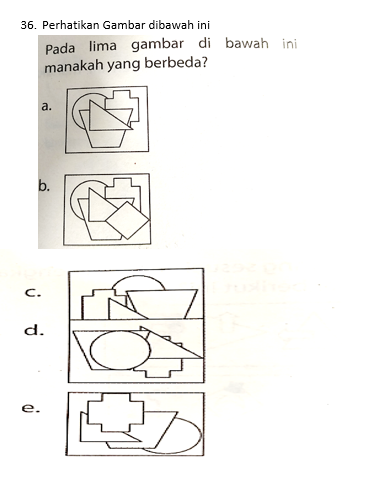 36. Perhatikan Gambar dibawah ini
Pada lima gambar di bawah ini
manakah yang berbeda?
a.
b.
c.
d.
e.